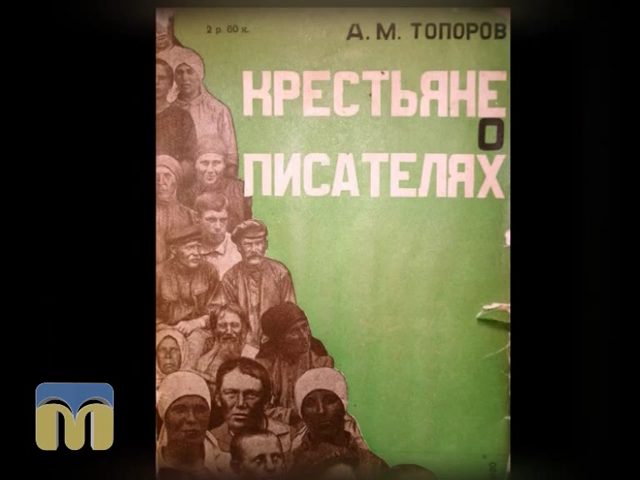 2 р. 60 к.
А. М. ТОПОРОВ
КРЕСТЬЯНЕ
О
ПИСАТЕЛЯХ